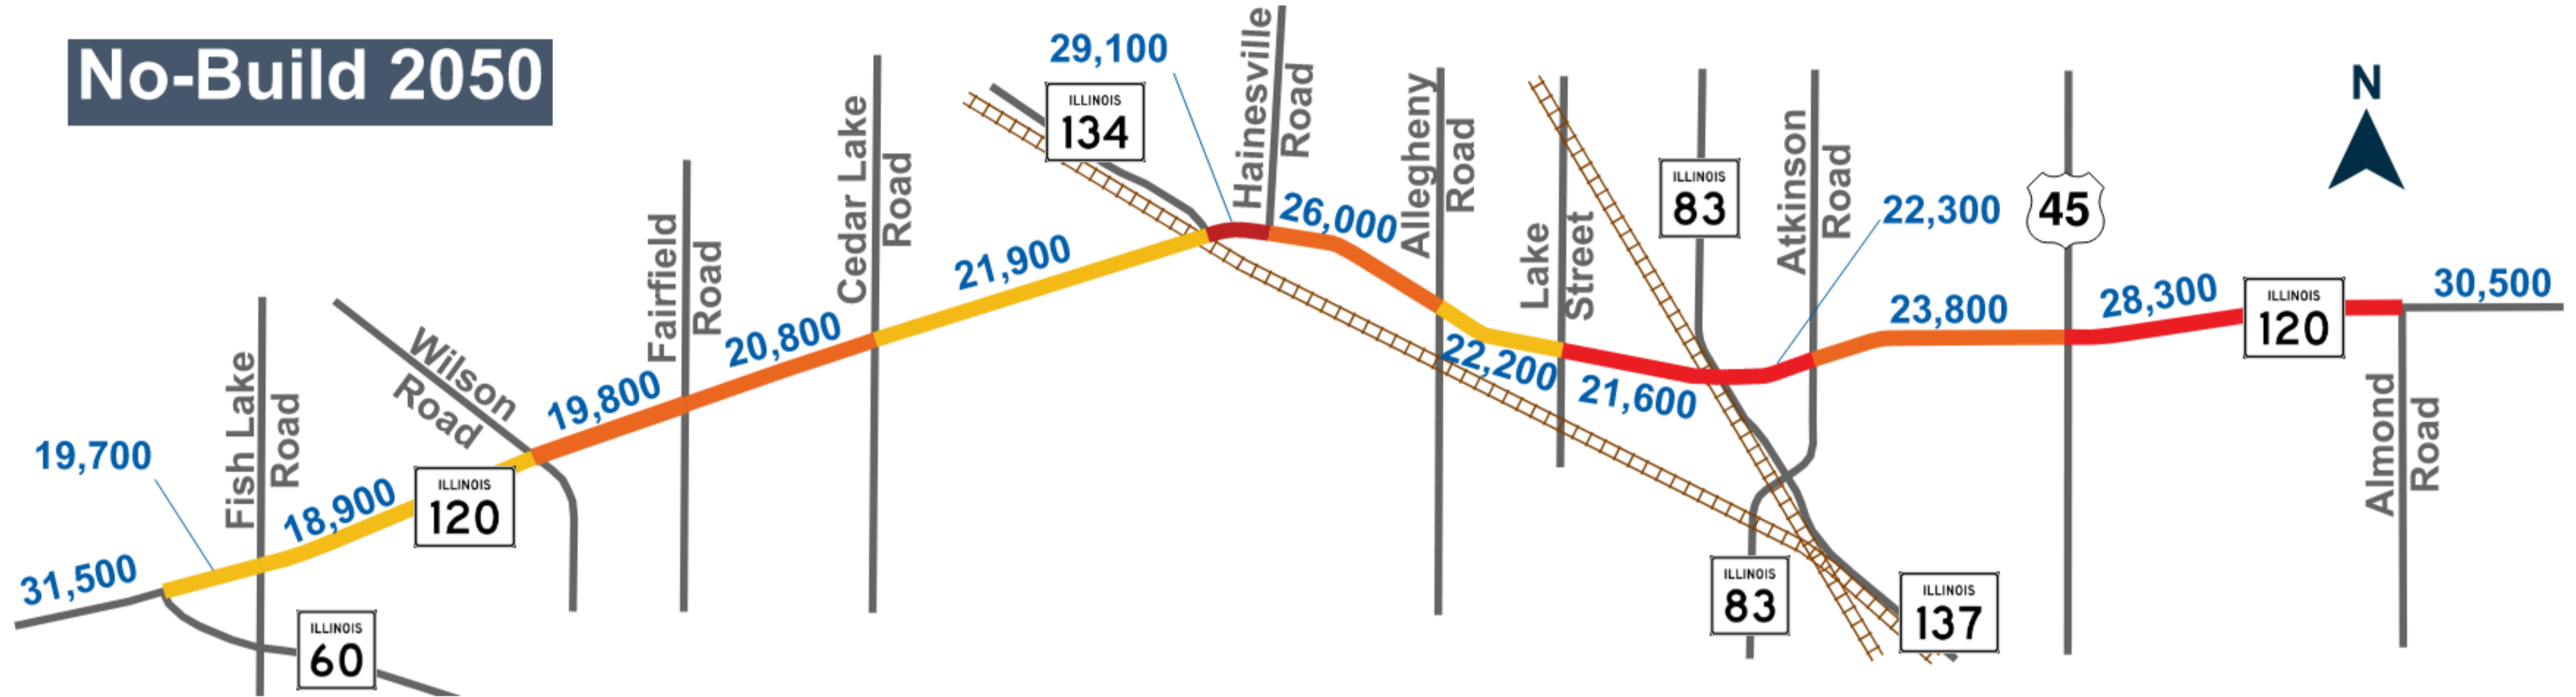 No-Build 2050
29,100
ILLINOIS
134
Hainesville
Road
26,000
Allegheny
Road
Cedar Lake
Road
21,900
Fairfield
Road
20,800
Lake
Street
ILLINOIS
83
Atkinson
Road
22,300
45
N
23,800
28,300
ILLINOIS
120
30,500
22,200
21,600
Almond
Road
Wilson
Road
19,800
Fish Lake
Road
19,700
18,900
ILLINOIS
120
31,500
ILLINOIS
60
ILLINOIS
83
ILLINOIS
137